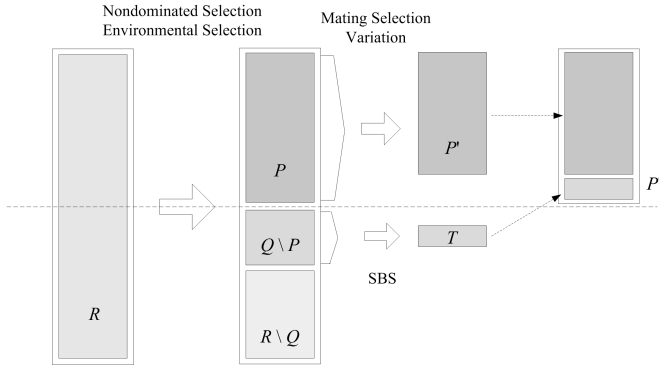 Nondominated Selection
Environmental Selection
Mating Selection
Variation
P
P'
P
Q \ P
T
SBS
R
R \ Q